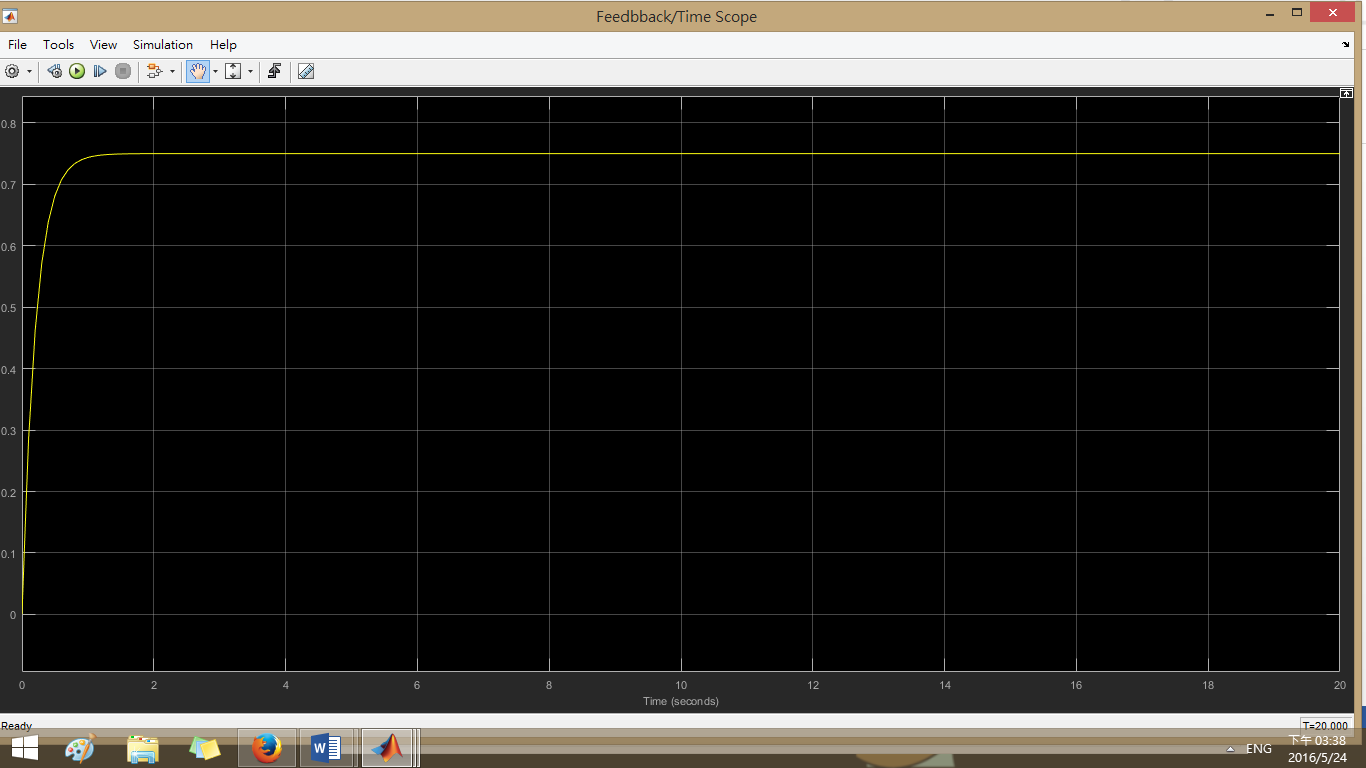 Feedbback/Time Scope
File Tools View Simulation Help
0.8
0.7
0.6
0.5
0.4
0.3
0.2
0.1
0
0 2 4 6 8 10 12 14 16 18 20
Time (seconds)
Ready T=20.000
ENG 下午 03:38
2016/5/24